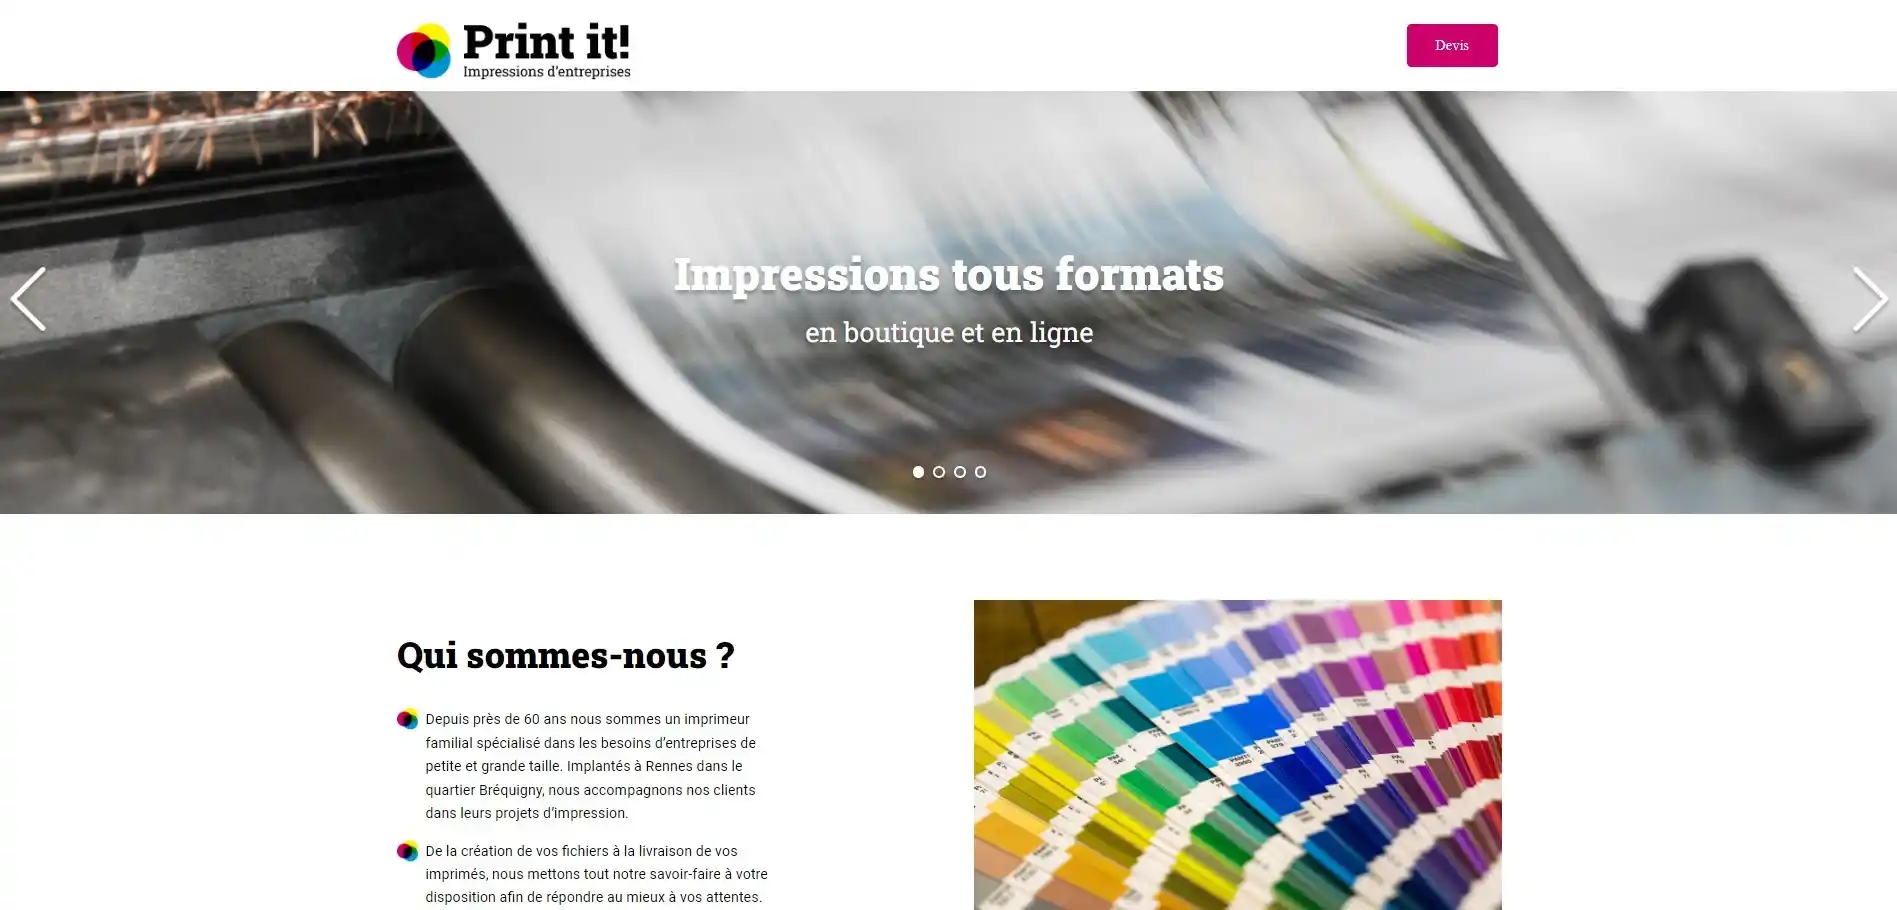 Print it!
Impressions d'entreprises
Devis
Impressions tous formats
en boutique et en ligne
Qui sommes-nous ?
Depuis près de 60 ans nous sommes un imprimeur
familial spécialisé dans les besoins d’entreprises de
petite et grande taille. Implantés à Rennes dans le
quartier Bréquigny, nous accompagnons nos clients
dans leurs projets d’impression.
De la création de vos fichiers à la livraison de vos
imprimés, nous mettons tout notre savoir-faire à votre
disposition afin de répondre au mieux à vos attentes.